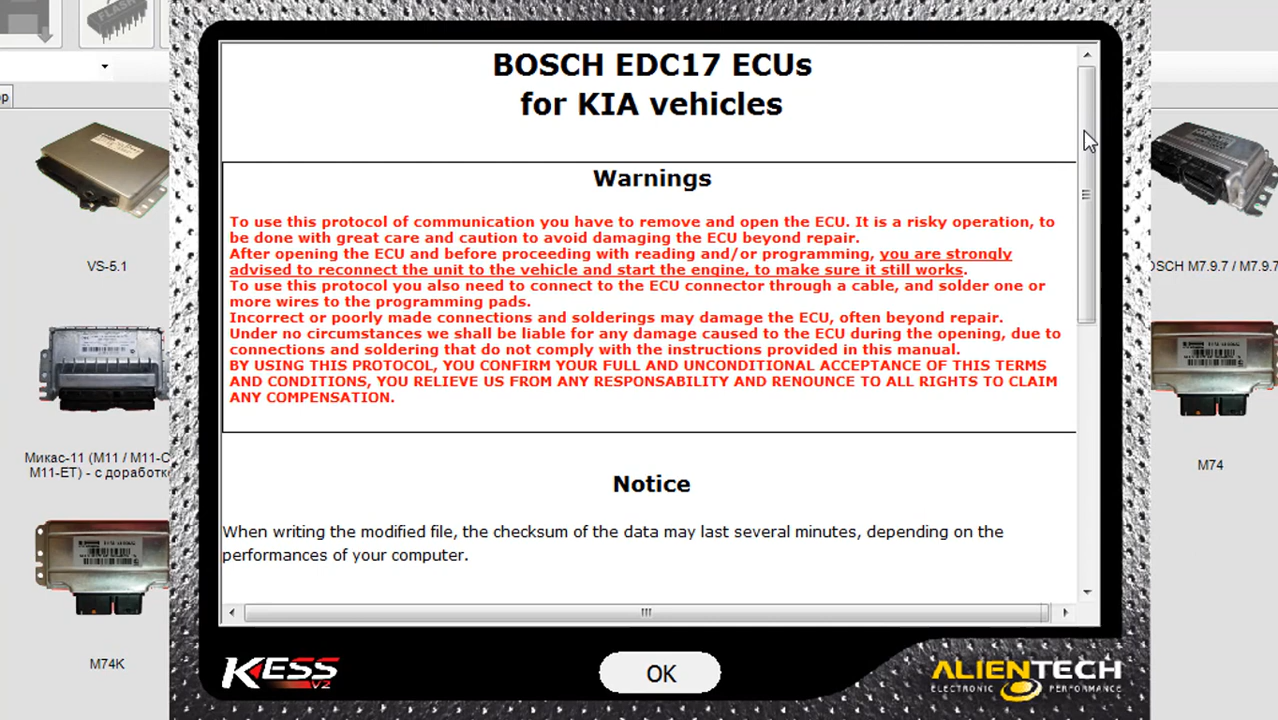 FLASH
op
BOSCH EDC17 ECUs
for KIA vehicles
Warnings
To use this protocol of communication you have to remove and open the ECU. It is a risky operation, to
be done with great care and caution to avoid damaging the ECU beyond repair.
After opening the ECU and before proceeding with reading and/or programming, you are strongly
advised to reconnect the unit to the vehicle and start the engine, to make sure it still works.
To use this protocol you also need to connect to the ECU connector through a cable, and solder one or
more wires to the programming pads.
Incorrect or poorly made connections and solderings may damage the ECU, often beyond repair.
Under no circumstances we shall be liable for any damage caused to the ECU during the opening, due to
connections and soldering that do not comply with the instructions provided in this manual.
BY USING THIS PROTOCOL, YOU CONFIRM YOUR FULL AND UNCONDITIONAL ACCEPTANCE OF THIS TERMS
AND CONDITIONS, YOU RELIEVE US FROM ANY RESPONSABILITY AND RENOUNCE TO ALL RIGHTS TO CLAIM
ANY COMPENSATION.
Notice
When writing the modified file, the checksum of the data may last several minutes, depending on the
performances of your computer.
KESS V2
OK
ALIENTECH
ELECTRONIC PERFORMANCE
VS-5.1
Микас-11 (M11 / M11-C
M11-ET) - с доработк
M74K
OSCH M7.9.7 / M7.9.7
M74